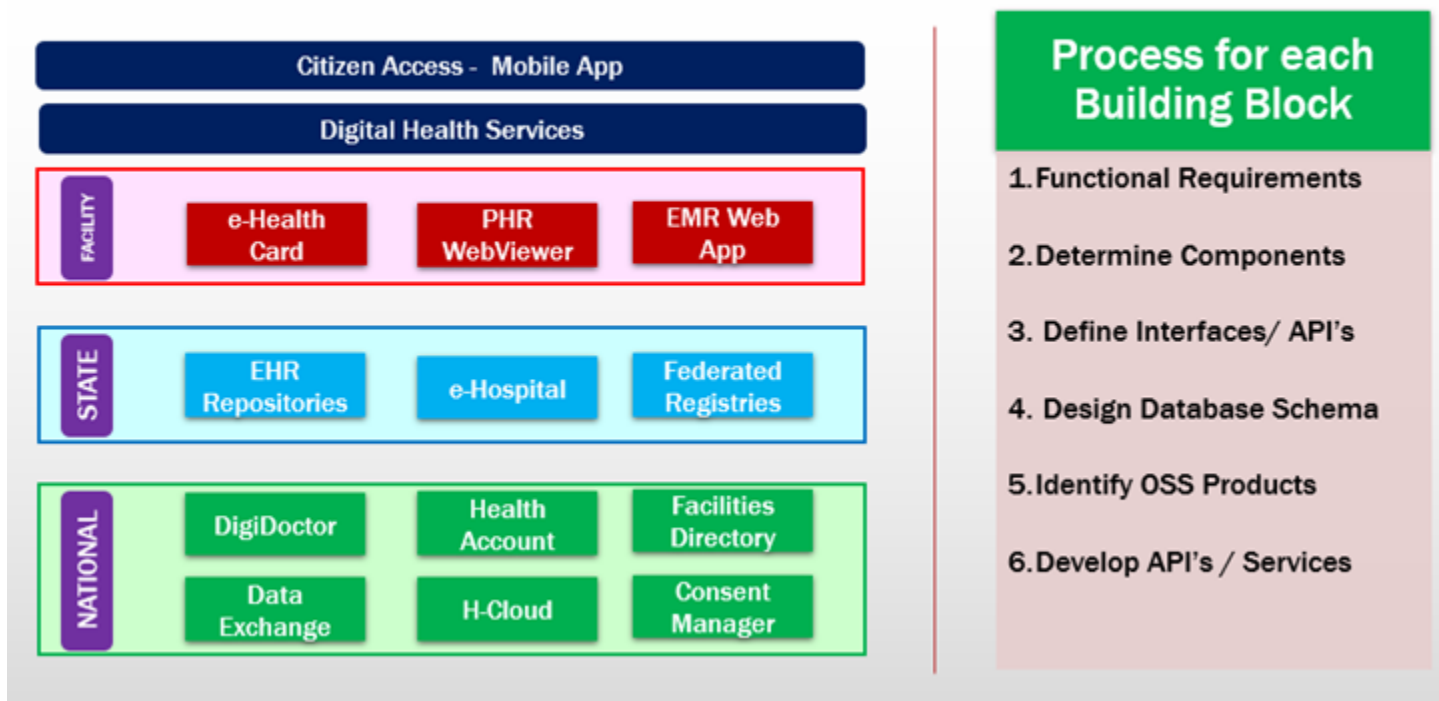 Citizen Access - Mobile App
Digital Health Services
FACILITY
e-Health
Card
PHR
WebViewer
EMR Web
App
STATE
EHR
Repositories
e-Hospital
Federated
Registries
NATIONAL
DigiDoctor
Health
Account
Facilities
Directory
Data
Exchange
H-Cloud
Consent
Manager
Process for each
Building Block
1.Functional Requirements
2.Determine Components
3. Define Interfaces/ API's
4. Design Database Schema
5.Identify OSS Products
6.Develop API's / Services